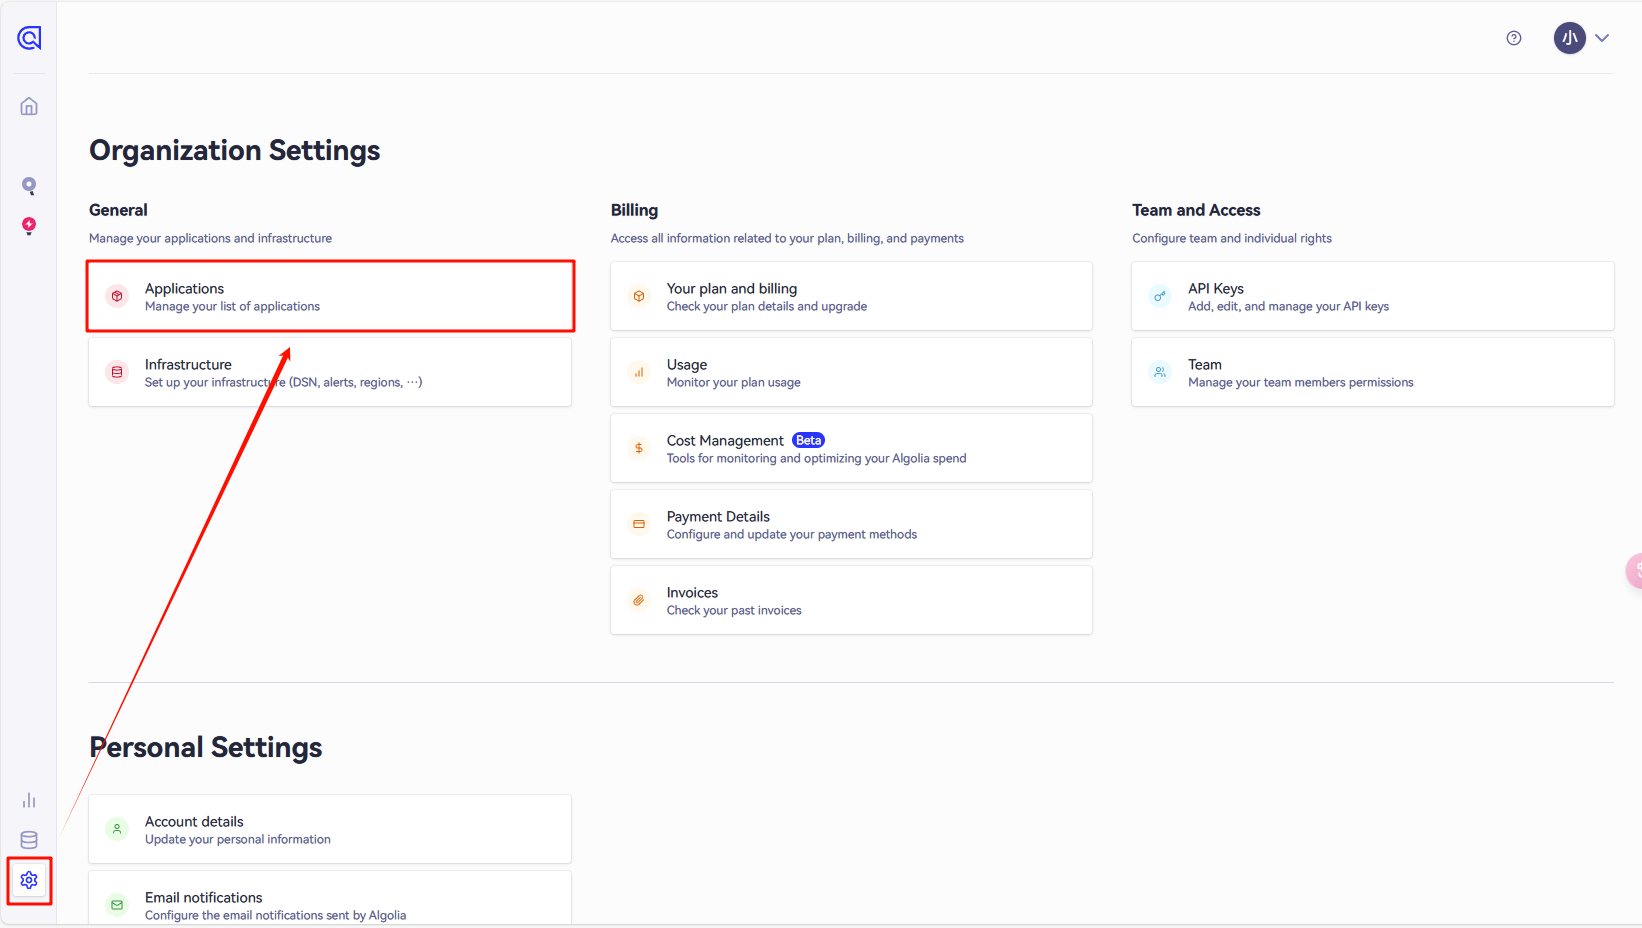 小
Organization Settings
General
Manage your applications and infrastructure
Applications
Manage your list of applications
Infrastructure
Set up your infrastructure (DSN, alerts, regions, ⋯)
Billing
Access all information related to your plan, billing, and payments
Your plan and billing
Check your plan details and upgrade
Usage
Monitor your plan usage
Cost Management Beta
Tools for monitoring and optimizing your Algolia spend
Payment Details
Configure and update your payment methods
Invoices
Check your past invoices
Team and Access
Configure team and individual rights
API Keys
Add, edit, and manage your API keys
Team
Manage your team members permissions
Personal Settings
Account details
Update your personal information
Email notifications
Configure the email notifications sent by Algolia